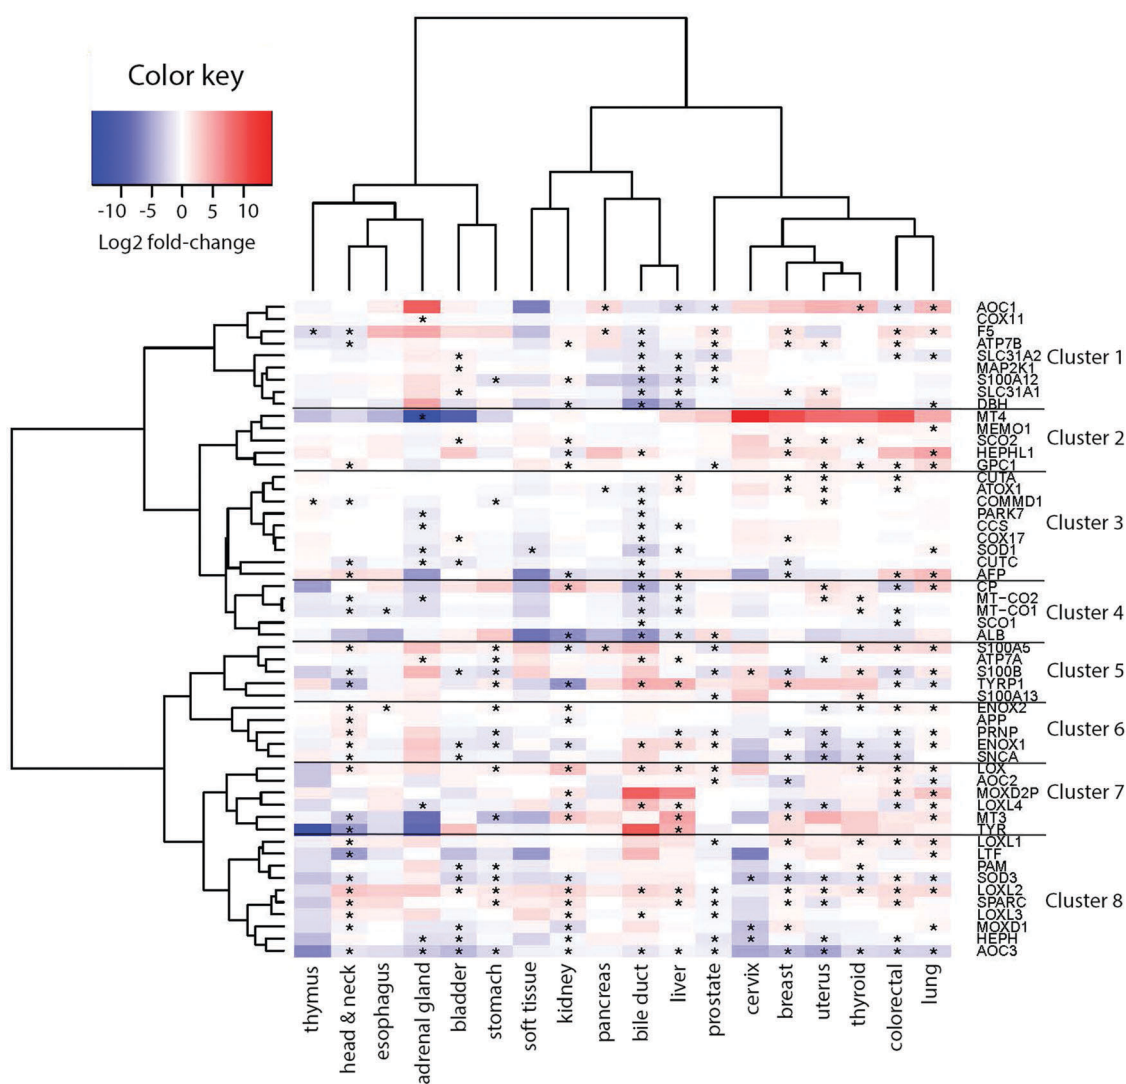 Color key
-10 -5 0 5 10
Log2 fold-change
AOC1
COX11
F5
ATP7B
SLC31A2
MAP2K1
S100A12
SLC31A1
DBH
Cluster 1
MT4
MEMO1
SCO2
HEPHL1
GPC1
Cluster 2
CUTA
ATOX1
COMMD1
PARK7
CCS
COX17
SOD1
CUTC
AFP
Cluster 3
CP
MT-CO2
MT-CO1
SCO1
ALB
Cluster 4
S100A5
ATP7A
S100B
TYRP1
S100A13
Cluster 5
ENOX2
APP
PRNP
ENOX1
SNCA
Cluster 6
LOX
AOC2
MOXD2P
LOXL4
MT3
TYR
Cluster 7
LOXL1
LTF
PAM
SOD3
LOXL2
SPARC
LOXL3
MOXD1
HEPH
AOC3
Cluster 8
thymus
head & neck
esophagus
adrenal gland
bladder
stomach
soft tissue
kidney
pancreas
bile duct
liver
prostate
cervix
breast
uterus
thyroid
colorectal
lung